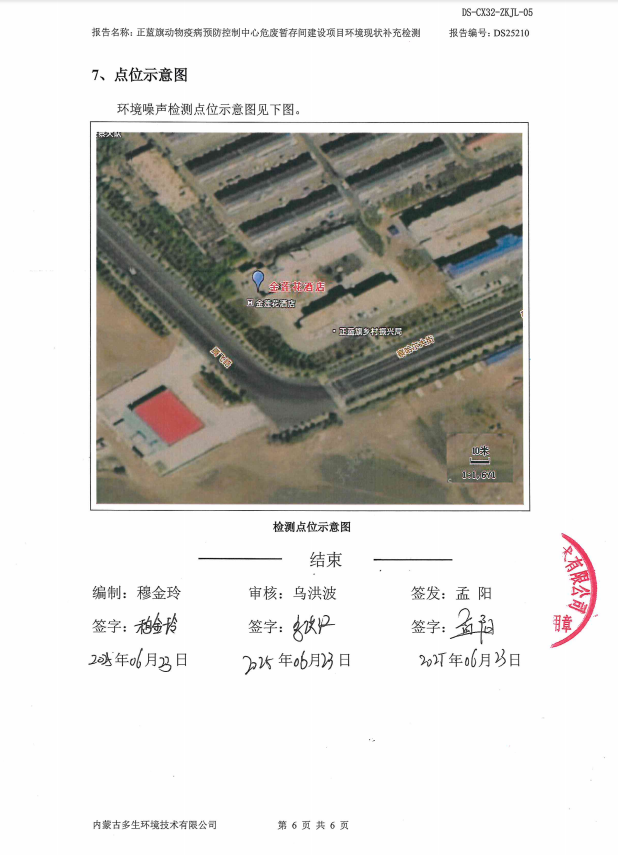 DS-CX32-ZKJL-05
报告名称：正蓝旗动物疫病预防控制中心危废暂存间建设项目环境现状补充检测 报告编号：DS25210
7、点位示意图
环境噪声检测点位示意图见下图。
金莲花酒店
金莲花酒店
正蓝旗乡村振兴局
10米
1:1,671
检测点位示意图
结束
编制：穆金玲 审核：乌洪波 签发：孟 阳
签字：穆金玲 签字：乌洪波 签字：孟阳
2025年06月23日 2025年06月23日 2025年06月23日
术有限公司
用章
内蒙古多生环境技术有限公司 第 6 页 共 6 页